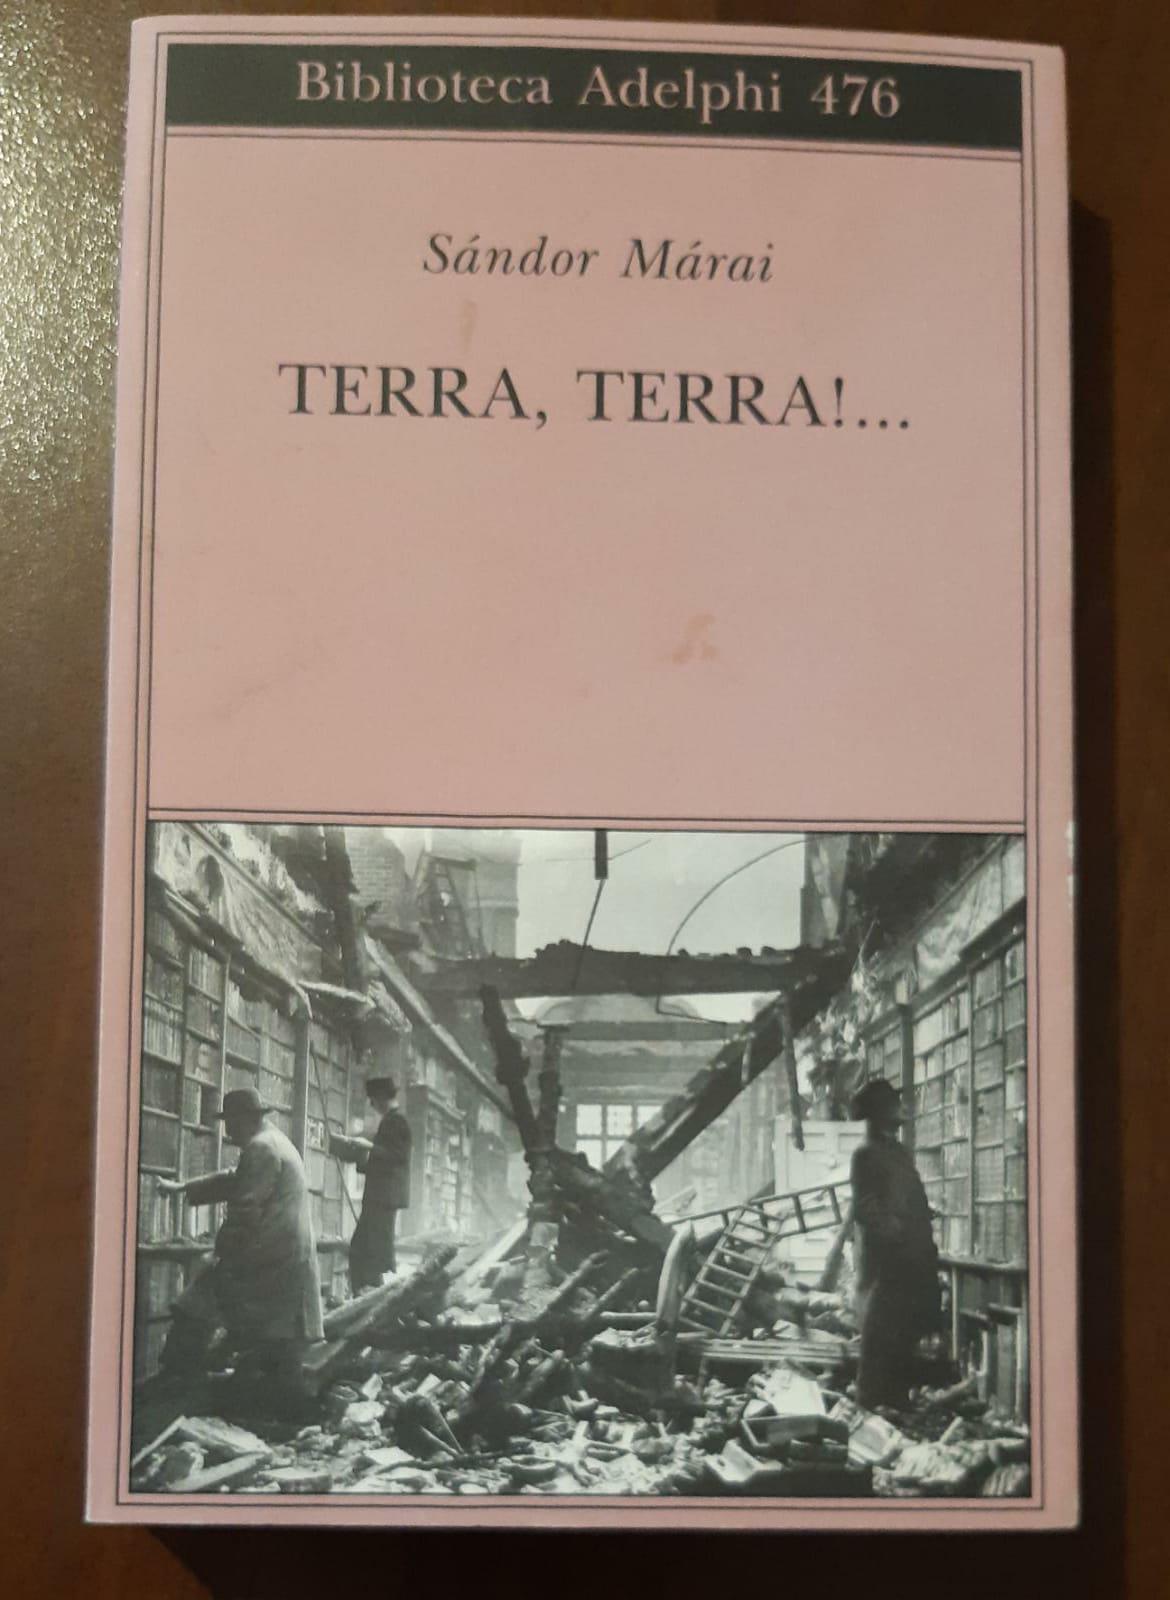 Biblioteca Adelphi 476
Sándor Márai
TERRA, TERRA!...